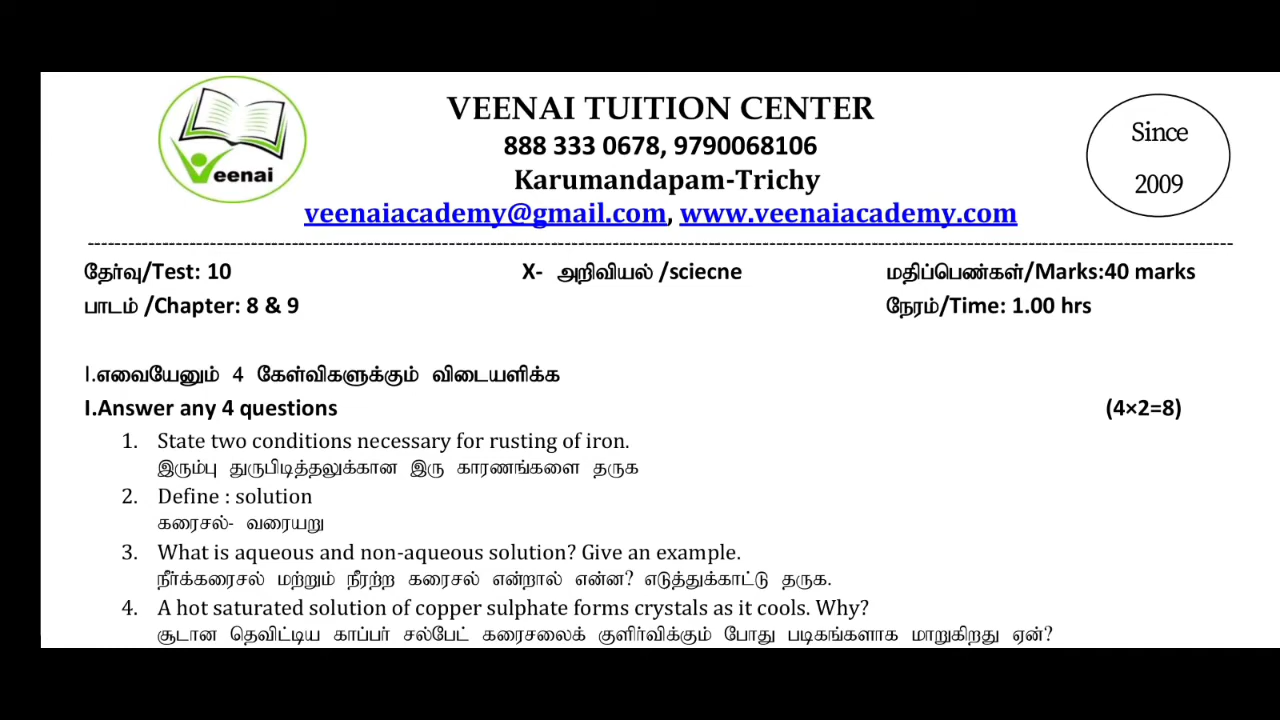 VEENAI TUITION CENTER
888 333 0678, 9790068106
Karumandapam-Trichy
veenaiacademy@gmail.com, www.veenaiacademy.com
Veenai
Since
2009
தேர்வு/Test: 10 X- அறிவியல் /sciecne மதிப்பெண்கள்/Marks:40 marks
பாடம் /Chapter: 8 & 9 நேரம்/Time: 1.00 hrs
I.எவையேனும் 4 கேள்விகளுக்கும் விடையளிக்க
I.Answer any 4 questions (4×2=8)
1. State two conditions necessary for rusting of iron.
இரும்பு துருபிடித்தலுக்கான இரு காரணங்களை தருக
2. Define : solution
கரைசல்- வரையறு
3. What is aqueous and non-aqueous solution? Give an example.
நீர்க்கரைசல் மற்றும் நீரற்ற கரைசல் என்றால் என்ன? எடுத்துக்காட்டு தருக.
4. A hot saturated solution of copper sulphate forms crystals as it cools. Why?
சூடான தெவிட்டிய காப்பர் சல்பேட் கரைசலைக் குளிர்விக்கும் போது படிகங்களாக மாறுகிறது ஏன்?